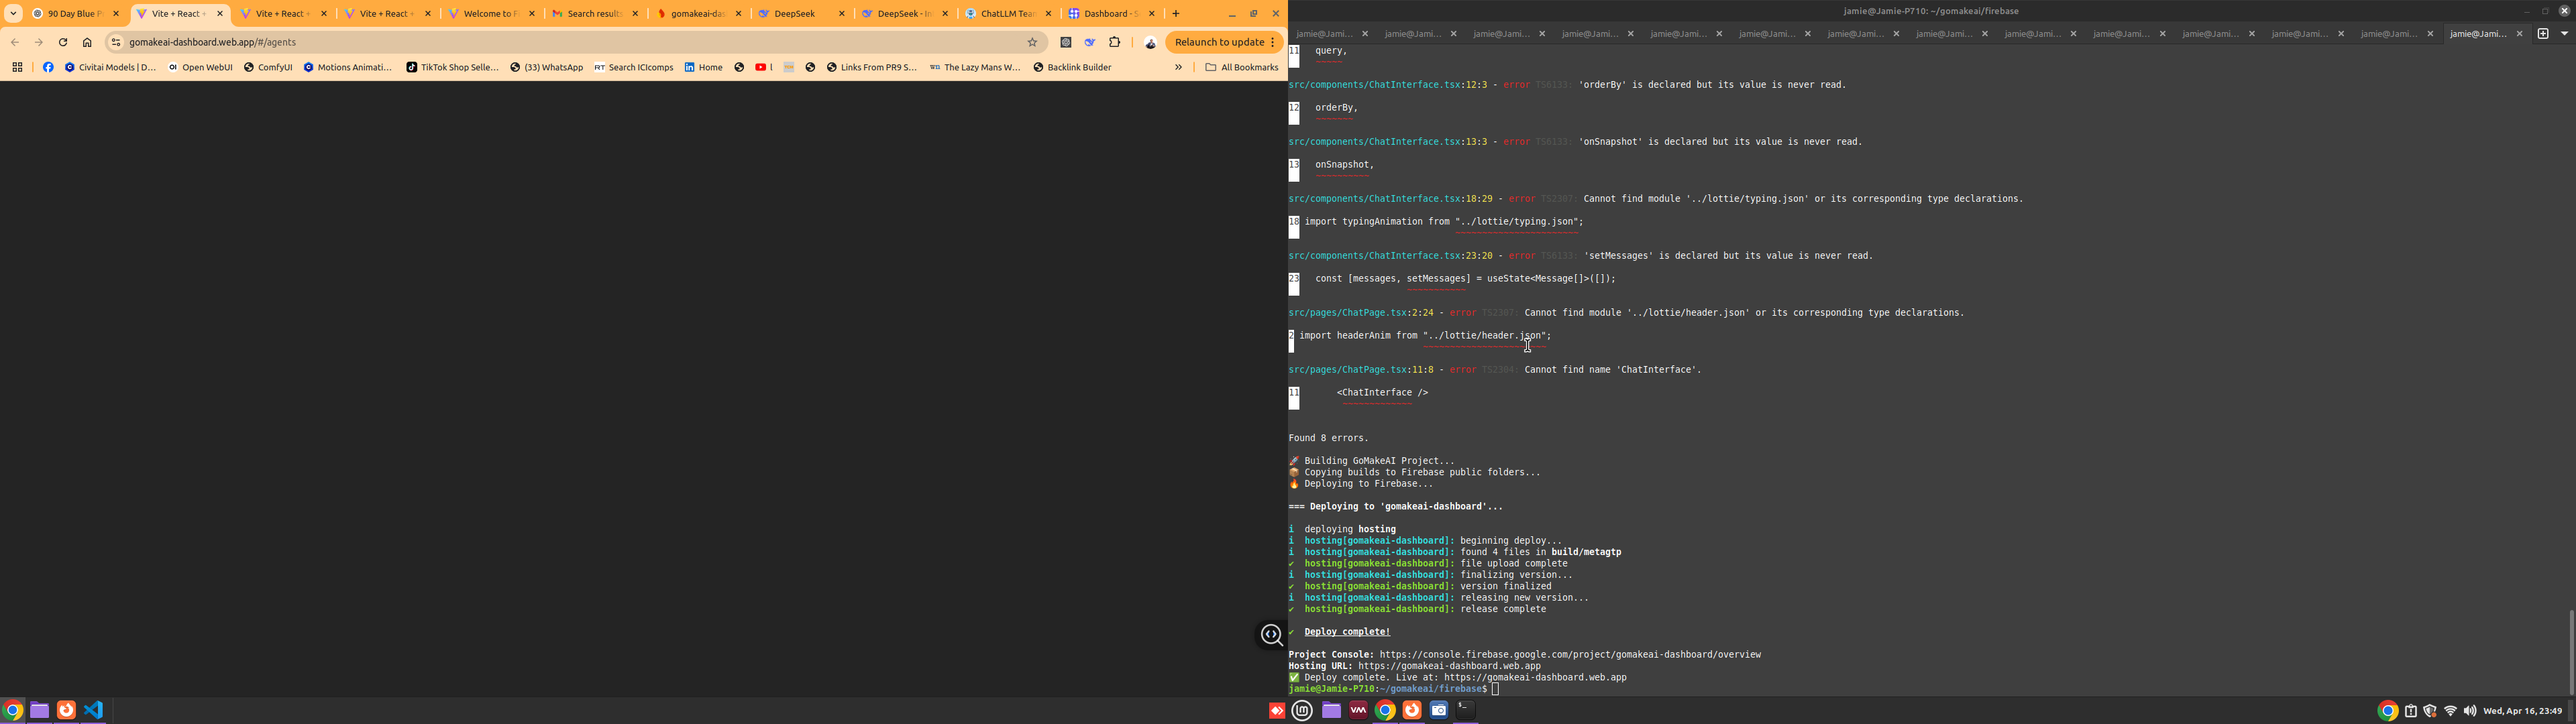 90 Day Blue P
Vite + React +
Vite + React +
Vite + React +
Welcome to F
Search results
gomakeai-das
DeepSeek
DeepSeek - In
ChatLLM Team
Dashboard - S
gomakeai-dashboard.web.app/#/agents
Relaunch to update
Civitai Models | D...
Open WebUI
ComfyUI
Motions Animati...
TikTok Shop Selle...
(33) WhatsApp
RT Search ICIcomps
Home
Links From PR9 S...
The Lazy Mans W...
Backlink Builder
All Bookmarks
jamie@Jamie-P710: ~/gomakeai/firebase
jamie@Jami...
jamie@Jami...
jamie@Jami...
jamie@Jami...
jamie@Jami...
jamie@Jami...
jamie@Jami...
jamie@Jami...
jamie@Jami...
jamie@Jami...
jamie@Jami...
jamie@Jami...
jamie@Jami...
jamie@Jami...
11   query,
src/components/ChatInterface.tsx:12:3 - error TS6133: 'orderBy' is declared but its value is never read.
12   orderBy,
src/components/ChatInterface.tsx:13:3 - error TS6133: 'onSnapshot' is declared but its value is never read.
13   onSnapshot,
src/components/ChatInterface.tsx:18:29 - error TS2307: Cannot find module '../lottie/typing.json' or its corresponding type declarations.
18 import typingAnimation from "../lottie/typing.json";
src/components/ChatInterface.tsx:23:20 - error TS6133: 'setMessages' is declared but its value is never read.
23   const [messages, setMessages] = useState<Message[]>([]);
src/pages/ChatPage.tsx:2:24 - error TS2307: Cannot find module '../lottie/header.json' or its corresponding type declarations.
2 import headerAnim from "../lottie/header.json";
src/pages/ChatPage.tsx:11:8 - error TS2304: Cannot find name 'ChatInterface'.
11       <ChatInterface />
Found 8 errors.
🚀 Building GoMakeAI Project...
📦 Copying builds to Firebase public folders...
🔥 Deploying to Firebase...
=== Deploying to 'gomakeai-dashboard'...
i  deploying hosting
i  hosting[gomakeai-dashboard]: beginning deploy...
i  hosting[gomakeai-dashboard]: found 4 files in build/metagtp
✔  hosting[gomakeai-dashboard]: file upload complete
i  hosting[gomakeai-dashboard]: finalizing version...
✔  hosting[gomakeai-dashboard]: version finalized
i  hosting[gomakeai-dashboard]: releasing new version...
✔  hosting[gomakeai-dashboard]: release complete
✔  Deploy complete!
Project Console: https://console.firebase.google.com/project/gomakeai-dashboard/overview
Hosting URL: https://gomakeai-dashboard.web.app
✅ Deploy complete. Live at: https://gomakeai-dashboard.web.app
jamie@Jamie-P710:~/gomakeai/firebase$
Wed, Apr 16, 23:49